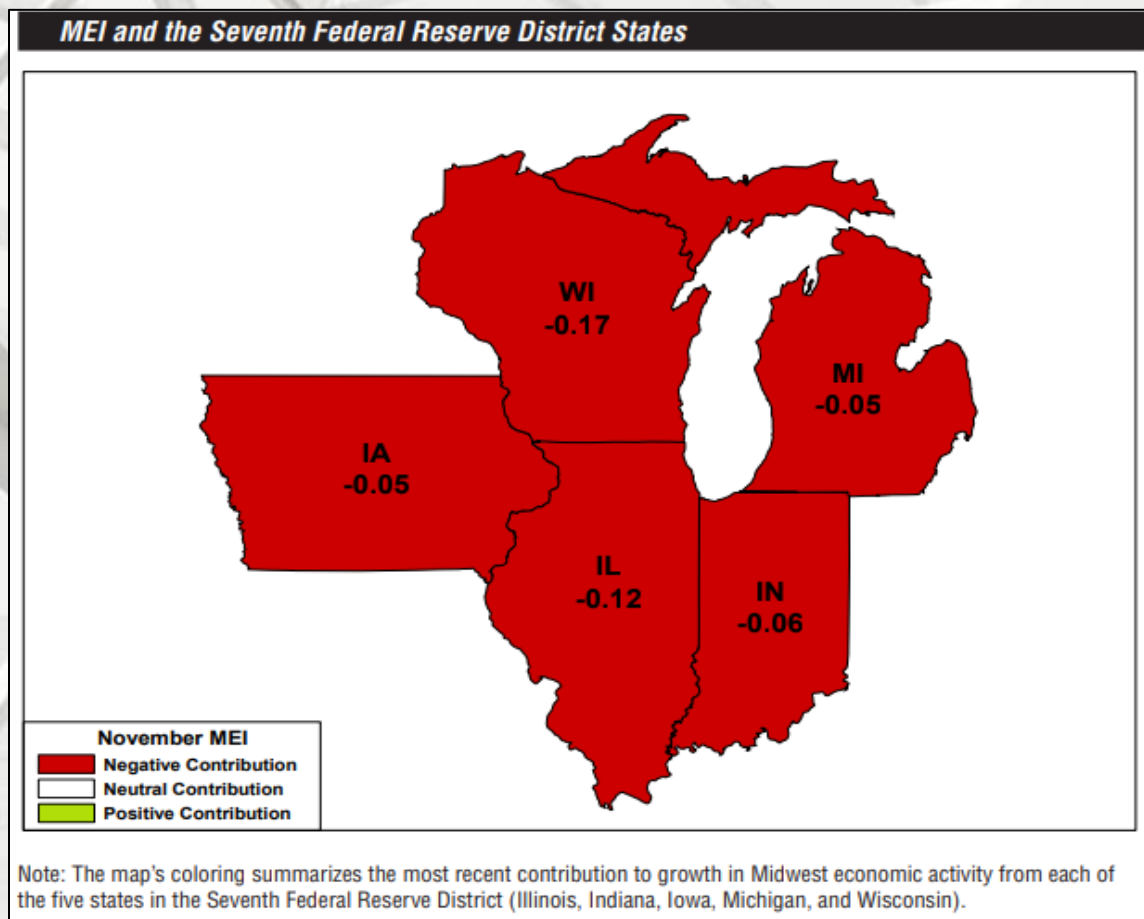 MEI and the Seventh Federal Reserve District States
WI
-0.17
MI
-0.05
IA
-0.05
IL
-0.12
IN
-0.06
November MEI
Negative Contribution
Neutral Contribution
Positive Contribution
Note: The map's coloring summarizes the most recent contribution to growth in Midwest economic activity from each of
the five states in the Seventh Federal Reserve District (Illinois, Indiana, Iowa, Michigan, and Wisconsin).